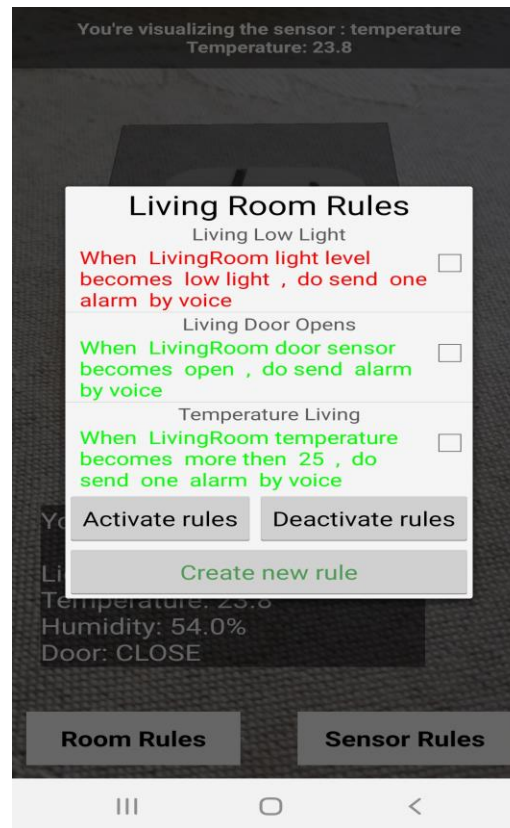 You're visualizing the sensor : temperature
Temperature: 23.8
Living Room Rules
Living Low Light
When LivingRoom light level
becomes low light , do send one
alarm by voice
Living Door Opens
When LivingRoom door sensor
becomes open , do send alarm
by voice
Temperature Living
When LivingRoom temperature
becomes more then 25 , do
send one alarm by voice
Activate rules Deactivate rules
Create new rule
Temperature: 23.8
Humidity: 54.0%
Door: CLOSE
Room Rules Sensor Rules